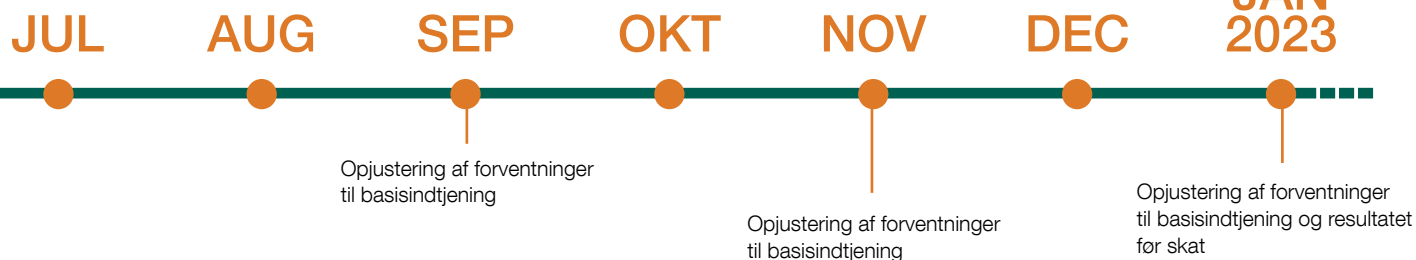 JUL AUG SEP OKT NOV DEC JAN
2023
Opjustering af forventninger
til basisindtjening
Opjustering af forventninger
til basisindtjening
Opjustering af forventninger
til basisindtjening og resultatet
før skat